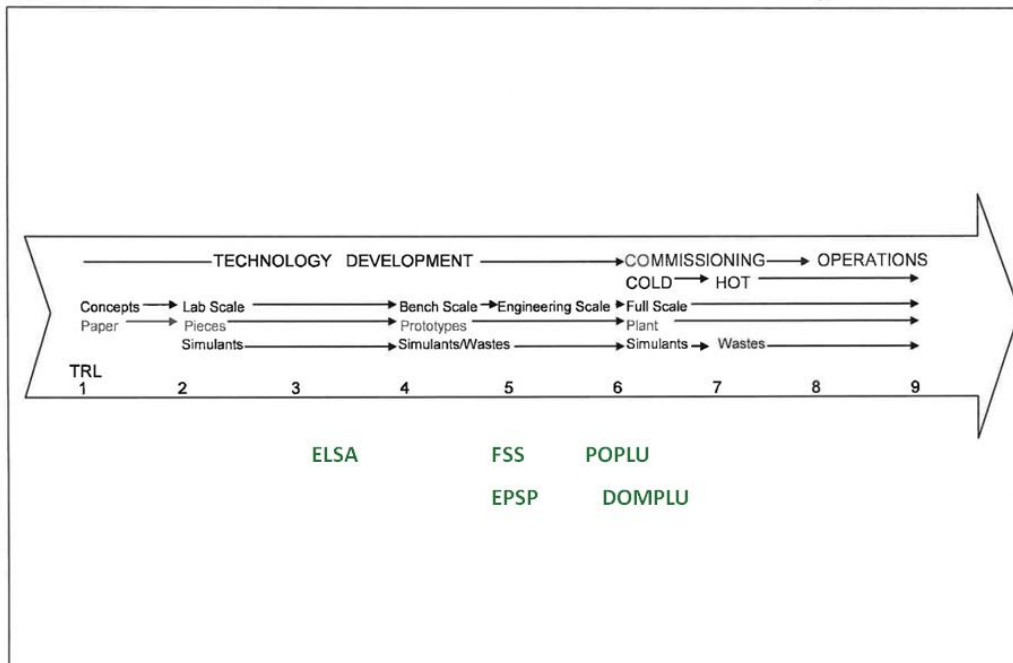 TECHNOLOGY DEVELOPMENT COMMISSIONING OPERATIONS
COLD HOT
Concepts Lab Scale Bench Scale Engineering Scale Full Scale
Paper Pieces Prototypes Plant
Simulants Simulants/Wastes Simulants Wastes
TRL
1 2 3 4 5 6 7 8 9
ELSA FSS POPLU
EPSP DOMPLU